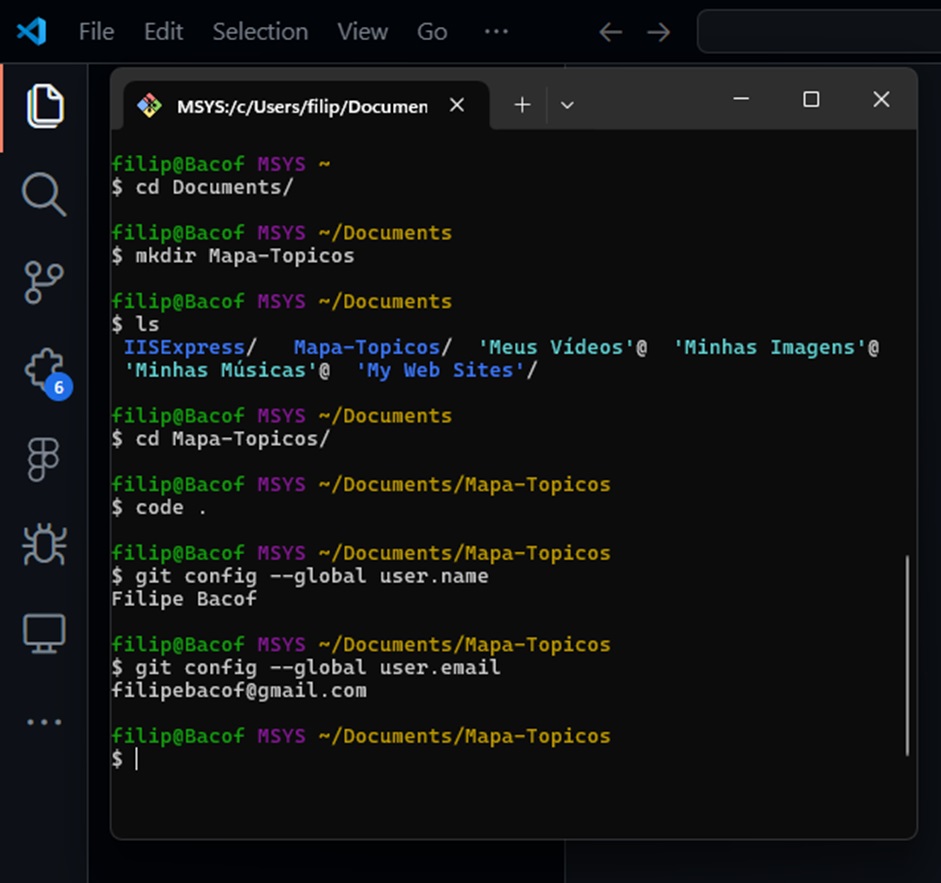 File Edit Selection View Go ···
MSYS:/c/Users/filip/Documen
filip@Bacof MSYS ~
$ cd Documents/
filip@Bacof MSYS ~/Documents
$ mkdir Mapa-Topicos
filip@Bacof MSYS ~/Documents
$ ls
IISExpress/ Mapa-Topicos/ 'Meus Vídeos'@ 'Minhas Imagens'@
'Minhas Músicas'@ 'My Web Sites'/
filip@Bacof MSYS ~/Documents
$ cd Mapa-Topicos/
filip@Bacof MSYS ~/Documents/Mapa-Topicos
$ code .
filip@Bacof MSYS ~/Documents/Mapa-Topicos
$ git config --global user.name
Filipe Bacof
filip@Bacof MSYS ~/Documents/Mapa-Topicos
$ git config --global user.email
filipebacof@gmail.com
filip@Bacof MSYS ~/Documents/Mapa-Topicos
$
6